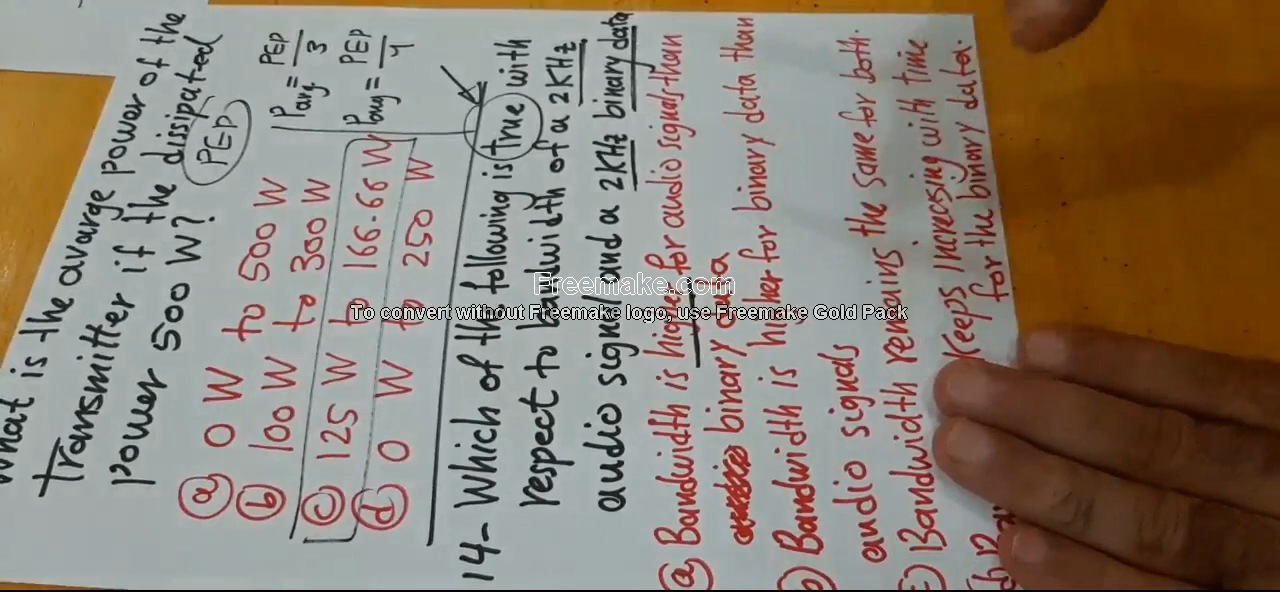 What is the avarge power of the
Transmitter if the dissipated
power 500 W? (PEP)
(a) 0 W to 500 W
(b) 100 W to 300 W
(c) 125 W to 166.66 W
(d) 0 W to 250 W
Pavg = PEP/3
Pavg = PEP/4
14- Which of the following is true with
respect to bandwidth of a 2KHz
audio signal and a 2KHz binary data
(a) Bandwidth is higher for audio signals than
binary data
(b) Bandwidth is higher for binary data than
audio signals
(c) Bandwidth remains the same for both.
(d) Keeps increasing with time
for the binary data.
Freemake.com
To convert without Freemake logo, use Freemake Gold Pack